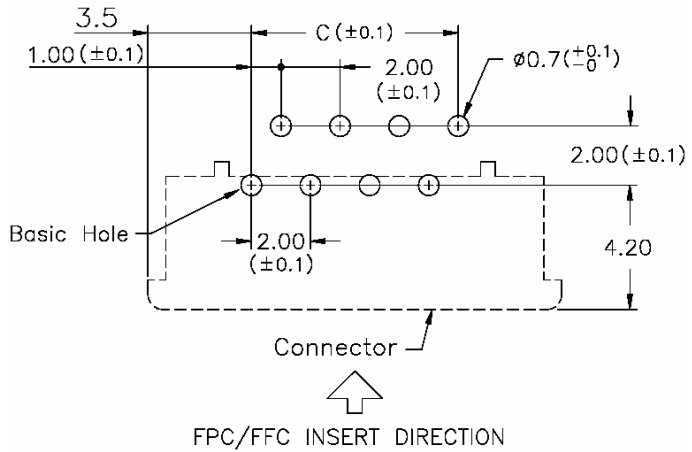 3.5
C(±0.1)
1.00(±0.1)
2.00
(±0.1)
ø0.7(+0.1 -0)
2.00(±0.1)
Basic Hole
2.00
(±0.1)
4.20
Connector
FPC/FFC INSERT DIRECTION